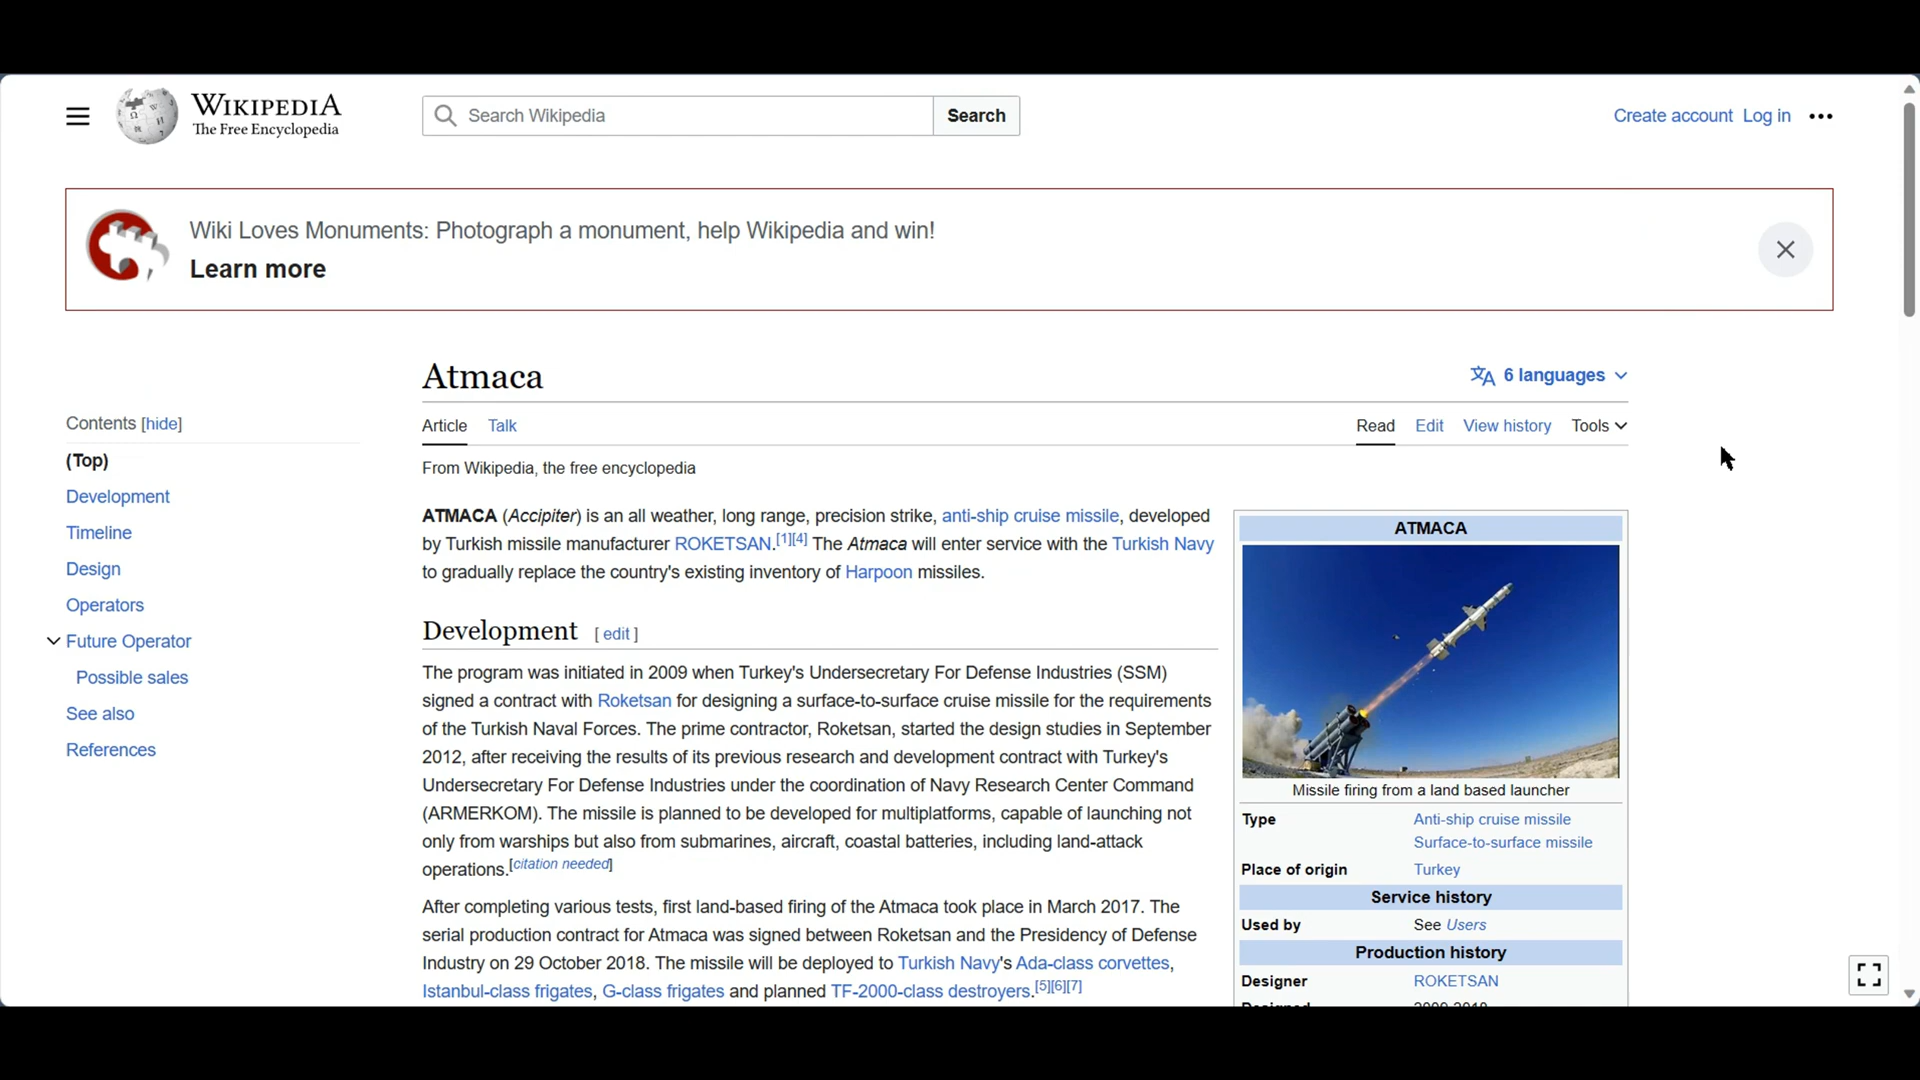 WIKIPEDIA
The Free Encyclopedia
Search Wikipedia
Search
Create account Log in
Wiki Loves Monuments: Photograph a monument, help Wikipedia and win!
Learn more
Atmaca
6 languages
Contents [hide]
(Top)
Development
Timeline
Design
Operators
Future Operator
Possible sales
See also
References
Article Talk
Read Edit View history Tools
From Wikipedia, the free encyclopedia
ATMACA (Accipiter) is an all weather, long range, precision strike, anti-ship cruise missile, developed
by Turkish missile manufacturer ROKETSAN.[1][4] The Atmaca will enter service with the Turkish Navy
to gradually replace the country's existing inventory of Harpoon missiles.
Development [ edit ]
The program was initiated in 2009 when Turkey's Undersecretary For Defense Industries (SSM)
signed a contract with Roketsan for designing a surface-to-surface cruise missile for the requirements
of the Turkish Naval Forces. The prime contractor, Roketsan, started the design studies in September
2012, after receiving the results of its previous research and development contract with Turkey's
Undersecretary For Defense Industries under the coordination of Navy Research Center Command
(ARMERKOM). The missile is planned to be developed for multiplatforms, capable of launching not
only from warships but also from submarines, aircraft, coastal batteries, including land-attack
operations.[citation needed]
After completing various tests, first land-based firing of the Atmaca took place in March 2017. The
serial production contract for Atmaca was signed between Roketsan and the Presidency of Defense
Industry on 29 October 2018. The missile will be deployed to Turkish Navy's Ada-class corvettes,
Istanbul-class frigates, G-class frigates and planned TF-2000-class destroyers.[5][6][7]
ATMACA
Missile firing from a land based launcher
Type Anti-ship cruise missile
Surface-to-surface missile
Place of origin Turkey
Service history
Used by See Users
Production history
Designer ROKETSAN
Designed 2009-2018